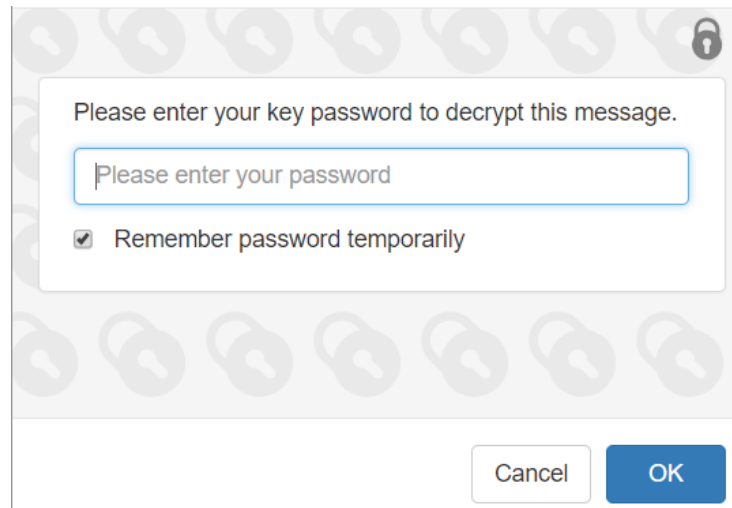 Please enter your key password to decrypt this message.
Please enter your password
Remember password temporarily
Cancel OK